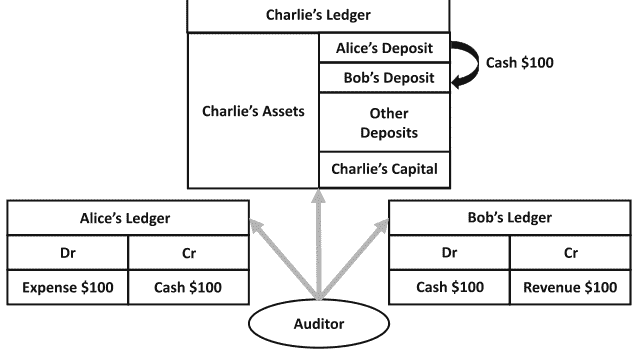 Charlie’s Ledger
Charlie’s Assets
Alice’s Deposit
Bob’s Deposit
Other
Deposits
Charlie’s Capital
Cash $100
Alice’s Ledger
Dr
Cr
Expense $100
Cash $100
Bob’s Ledger
Dr
Cr
Cash $100
Revenue $100
Auditor